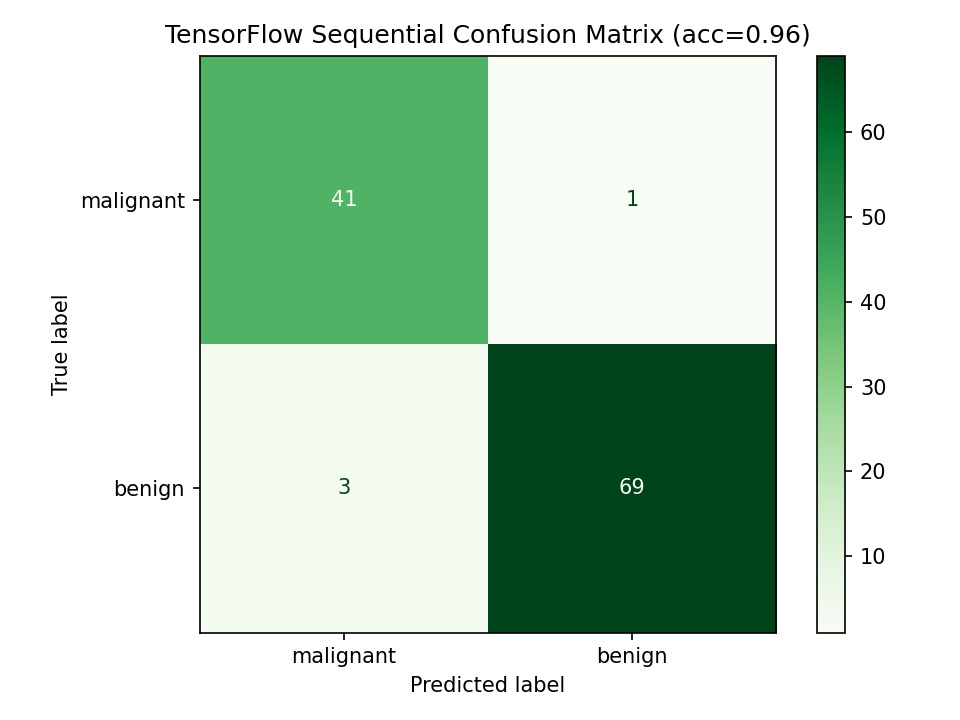 TensorFlow Sequential Confusion Matrix (acc=0.96)
malignant
41
1
benign
3
69
malignant
benign
Predicted label
True label
60
50
40
30
20
10